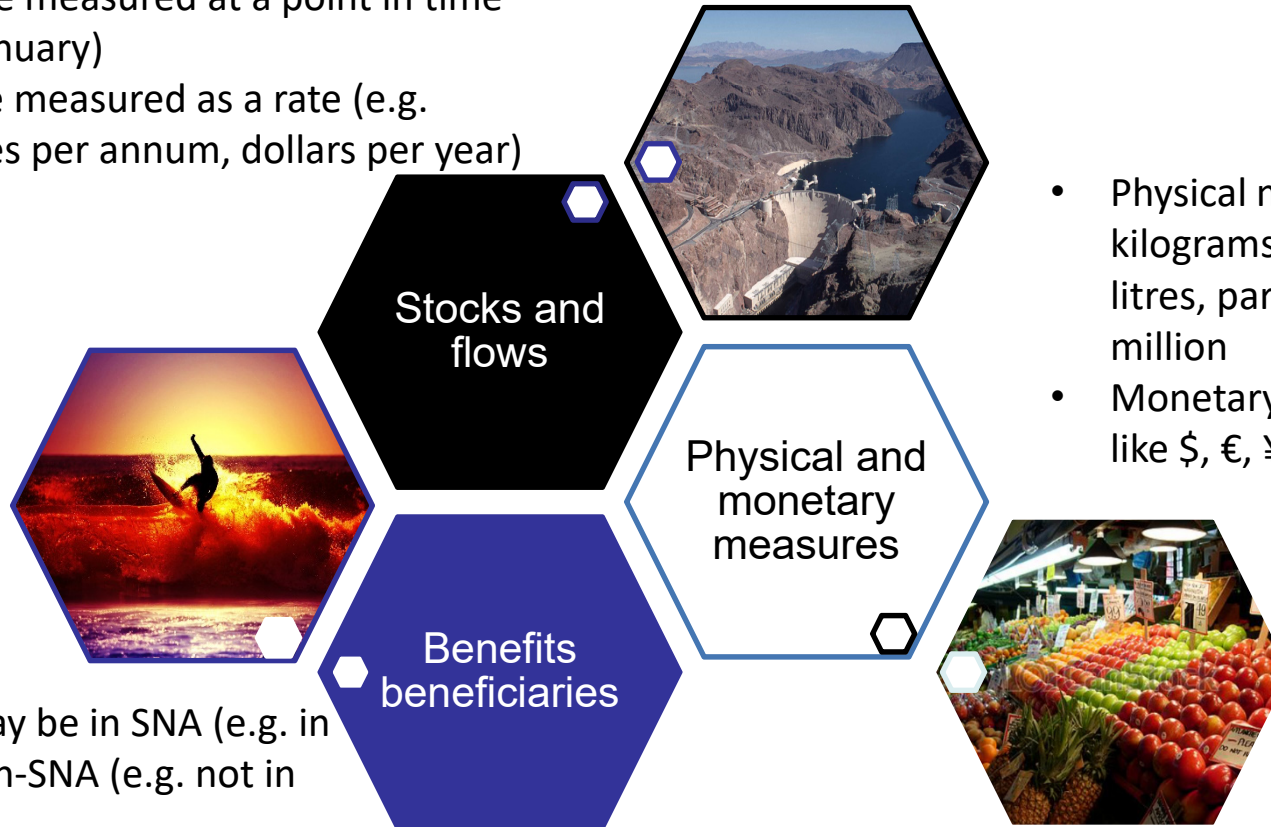 e measured at a point in time
nuary)
e measured as a rate (e.g.
es per annum, dollars per year)
Stocks and
flows
• Physical
kilograms
litres, par
million
• Monetary
like $, €, ¥
Physical and
monetary
measures
Benefits
beneficiaries
ay be in SNA (e.g. in
n-SNA (e.g. not in